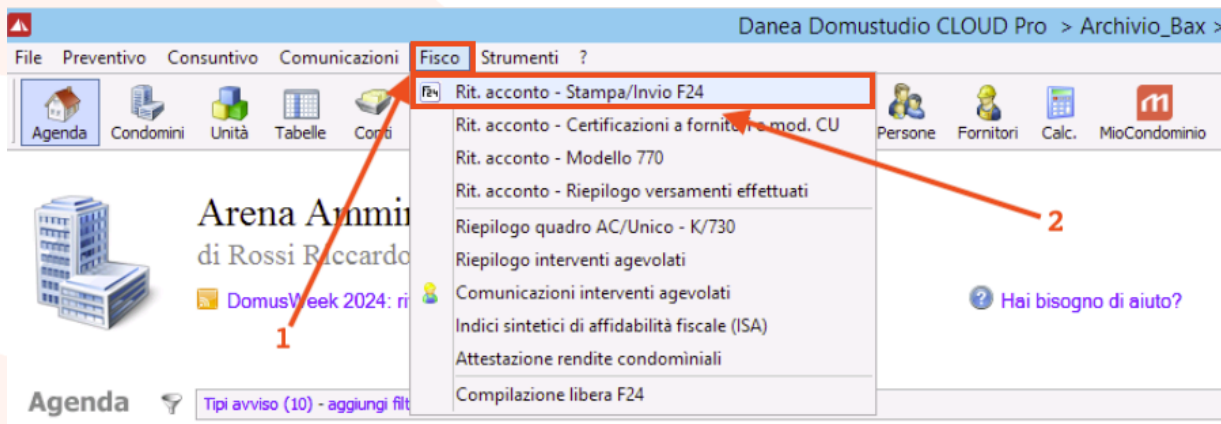 Danea Domustudio CLOUD Pro > Archivio_Bax >
File Preventivo Consuntivo Comunicazioni Fisco Strumenti ?
Agenda Condomini Unità Tabelle Conti Persone Fornitori Calc. MioCondominio
F24 Rit. acconto - Stampa/Invio F24
Rit. acconto - Certificazioni a fornitori e mod. CU
Rit. acconto - Modello 770
Rit. acconto - Riepilogo versamenti effettuati
Riepilogo quadro AC/Unico - K/730
Riepilogo interventi agevolati
Comunicazioni interventi agevolati
Indici sintetici di affidabilità fiscale (ISA)
Attestazione rendite condominiali
Compilazione libera F24
1
2
Arena Ammi
di Rossi Riccardo
DomusWeek 2024: ri
Hai bisogno di aiuto?
Agenda Tipi avviso (10) - aggiungi filt